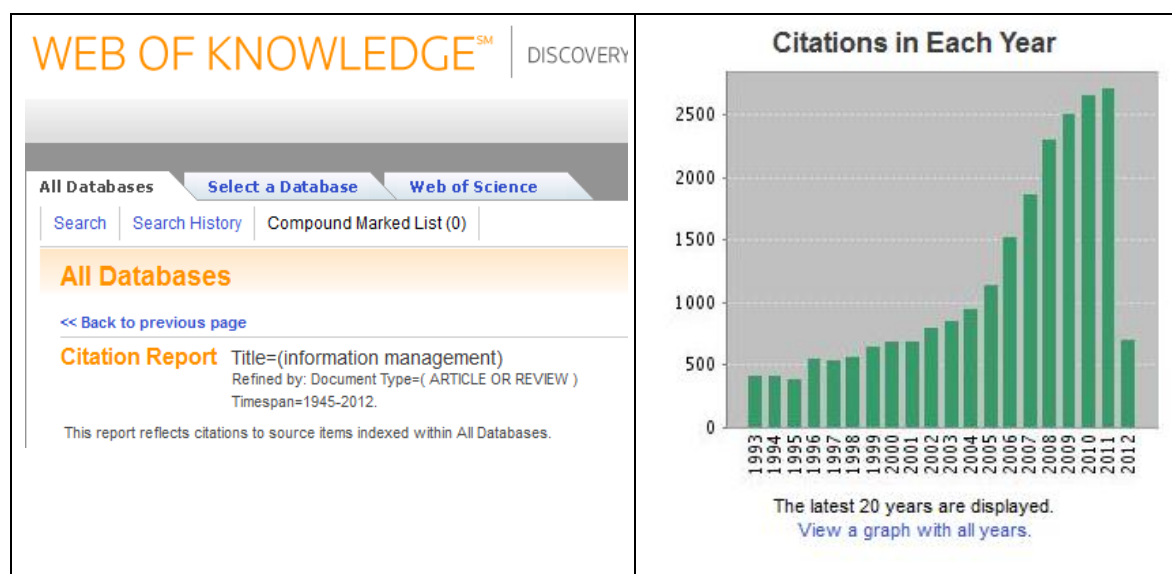 WEB OF KNOWLEDGE℠ DISCOVERY
All Databases Select a Database Web of Science
Search Search History Compound Marked List (0)
All Databases
<< Back to previous page
Citation Report Title=(information management)
Refined by: Document Type=( ARTICLE OR REVIEW )
Timespan=1945-2012.
This report reflects citations to source items indexed within All Databases.
Citations in Each Year
2500
2000
1500
1000
500
0
1993
1994
1995
1996
1997
1998
1999
2000
2001
2002
2003
2004
2005
2006
2007
2008
2009
2010
2011
2012
The latest 20 years are displayed.
View a graph with all years.